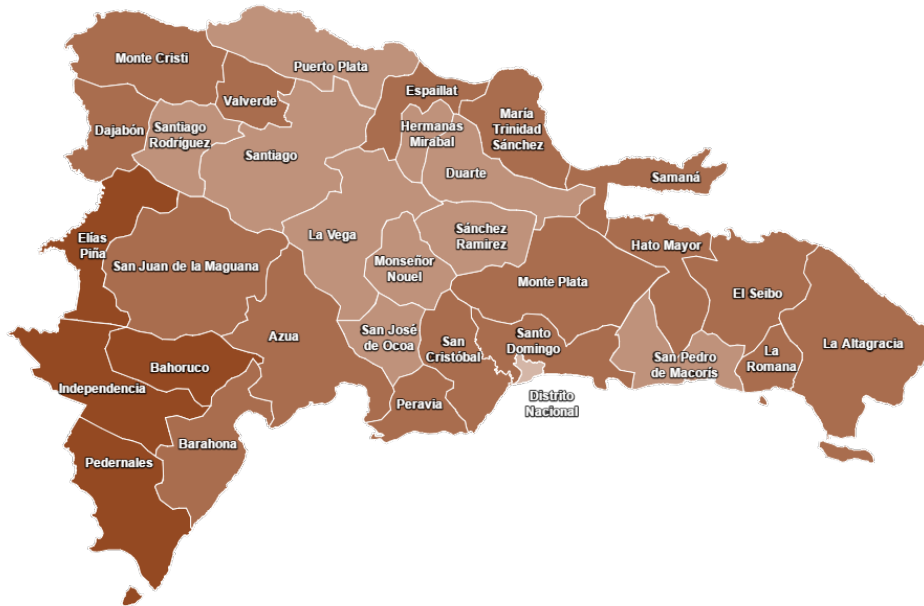 Monte Cristi
Puerto Plata
Espaillat
Valverde
María
Trinidad
Sánchez
Dajabón
Santiago
Rodríguez
Hermanas
Mirabal
Santiago
Duarte
Samaná
Elías
Piña
La Vega
Sánchez
Ramírez
Hato Mayor
San Juan de la Maguana
Monseñor
Nouel
Monte Plata
El Seibo
Azua
San José
de Ocoa
San
Cristóbal
Santo
Domingo
La Altagracia
Bahoruco
San Pedro
de Macorís
La
Romana
Independencia
Peravia
Distrito
Nacional
Barahona
Pedernales